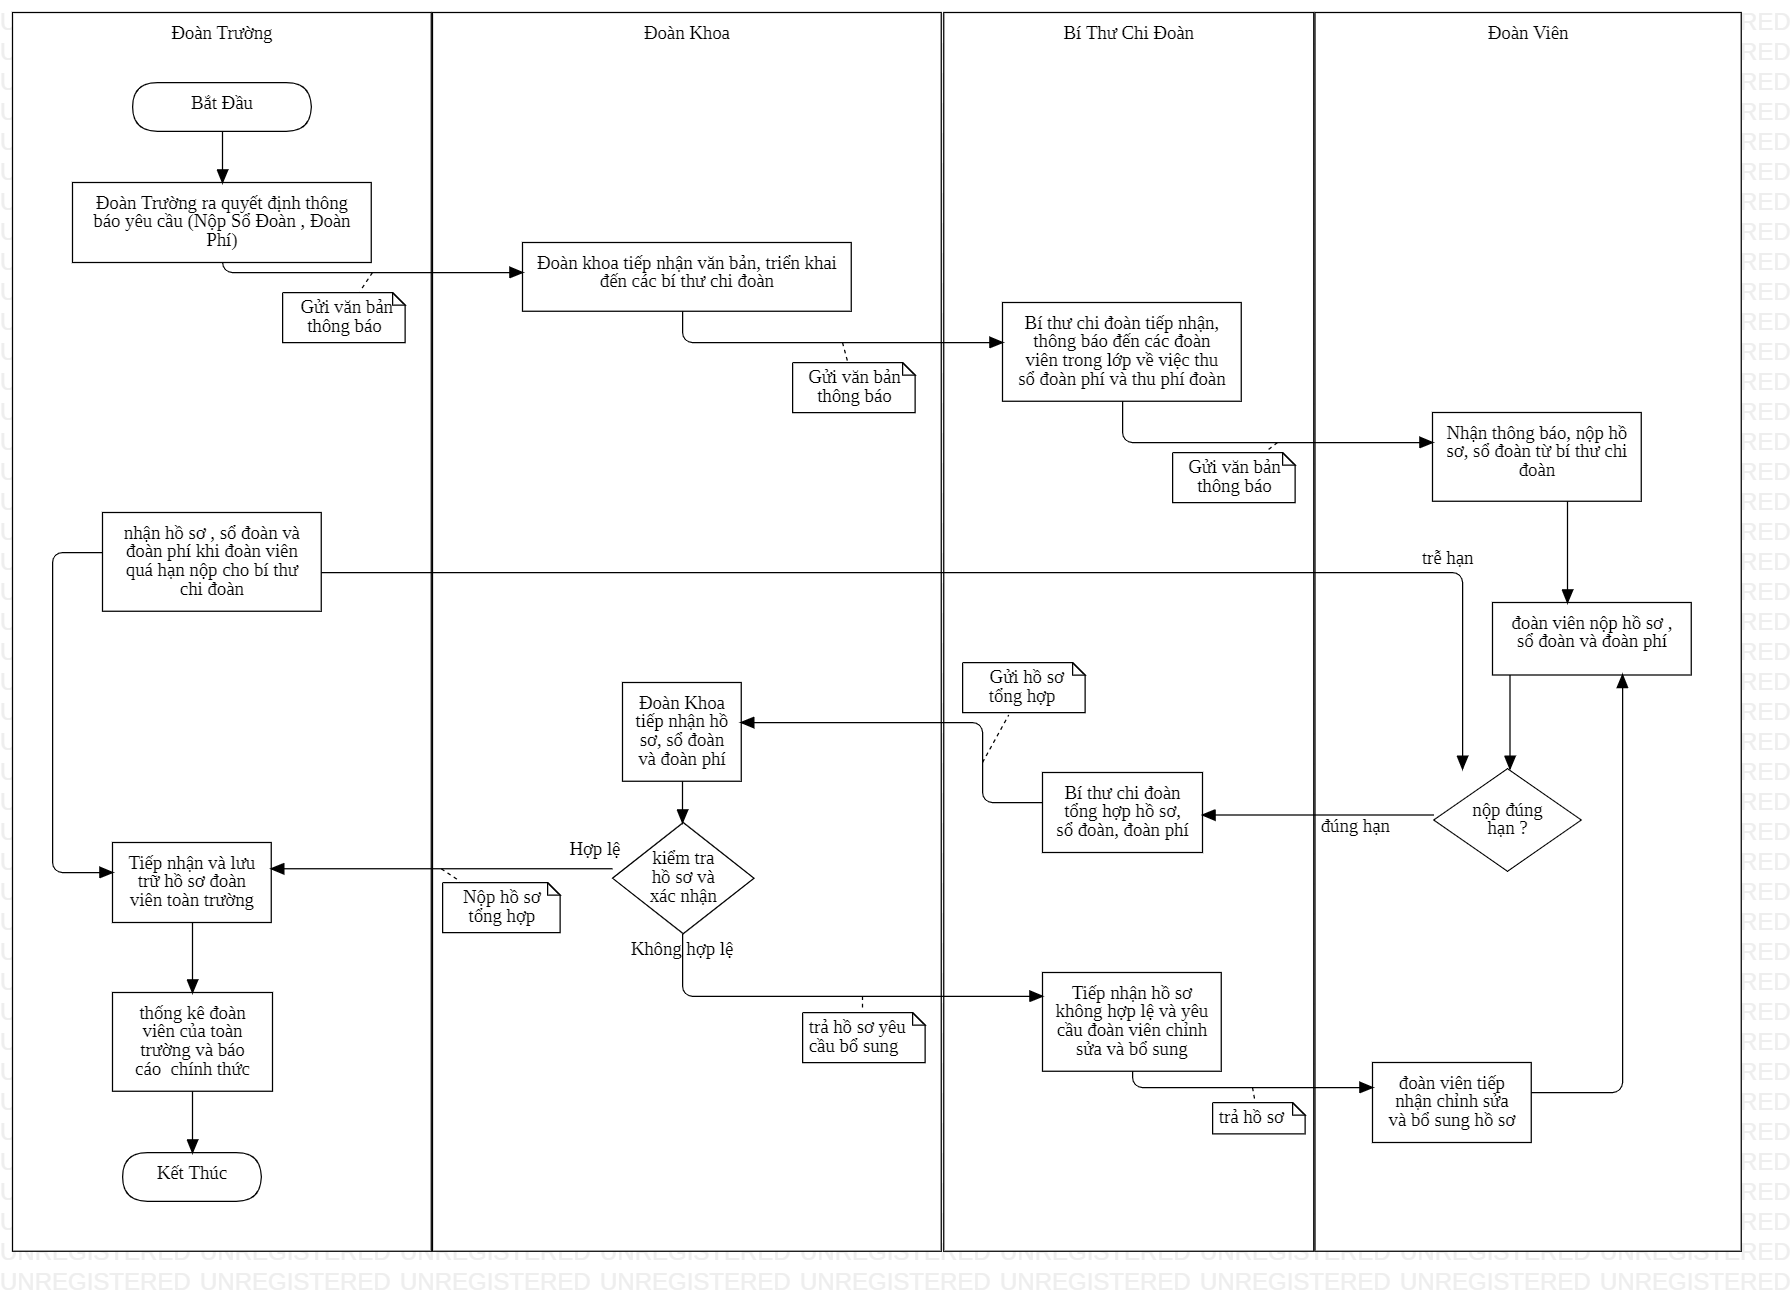 Đoàn Trường
Đoàn Khoa
Bí Thư Chi Đoàn
Đoàn Viên
Bắt Đầu
Đoàn Trường ra quyết định thông
báo yêu cầu (Nộp Sổ Đoàn , Đoàn
Phí)
Gửi văn bản
thông báo
Đoàn khoa tiếp nhận văn bản, triển khai
đến các bí thư chi đoàn
Gửi văn bản
thông báo
Bí thư chi đoàn tiếp nhận,
thông báo đến các đoàn
viên trong lớp về việc thu
sổ đoàn phí và thu phí đoàn
Gửi văn bản
thông báo
Nhận thông báo, nộp hồ
sơ, sổ đoàn từ bí thư chi
đoàn
nhận hồ sơ , sổ đoàn và
đoàn phí khi đoàn viên
quá hạn nộp cho bí thư
chi đoàn
trễ hạn
đoàn viên nộp hồ sơ ,
sổ đoàn và đoàn phí
Gửi hồ sơ
tổng hợp
Đoàn Khoa
tiếp nhận hồ
sơ, sổ đoàn
và đoàn phí
Bí thư chi đoàn
tổng hợp hồ sơ,
sổ đoàn, đoàn phí
đúng hạn
nộp đúng
hạn ?
Hợp lệ
kiểm tra
hồ sơ và
xác nhận
Tiếp nhận và lưu
trữ hồ sơ đoàn
viên toàn trường
Nộp hồ sơ
tổng hợp
Không hợp lệ
Tiếp nhận hồ sơ
không hợp lệ và yêu
cầu đoàn viên chỉnh
sửa và bổ sung
trả hồ sơ yêu
cầu bổ sung
thống kê đoàn
viên của toàn
trường và báo
cáo  chính thức
trả hồ sơ
đoàn viên tiếp
nhận chỉnh sửa
và bổ sung hồ sơ
Kết Thúc
UNREGISTERED UNREGISTERED UNREGISTERED UNREGISTERED UNREGISTERED UNREGISTERED UNREGISTERED UNREGISTERED UNREGISTERED